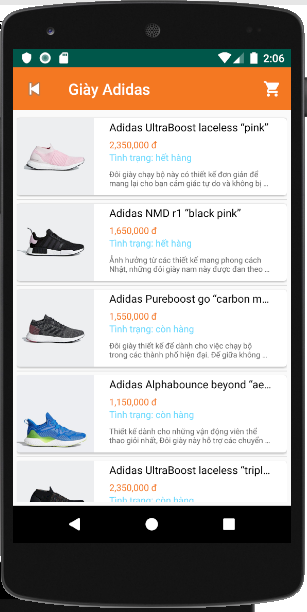 2:06
Giày Adidas
Adidas UltraBoost laceless “pink”
2,350,000 đ
Tình trạng: hết hàng
Đôi giày chạy bộ này có thiết kế đơn giản để
mang lại cho bạn cảm giác tự do và không bị ...
Adidas NMD r1 “black pink”
1,650,000 đ
Tình trạng: hết hàng
Ảnh hưởng từ các thiết kế mang phong cách
Nhật, những đôi giày nam này được đan theo ...
Adidas Pureboost go “carbon m...
1,550,000 đ
Tình trạng: còn hàng
Đôi giày thiết kế để dành cho việc chạy bộ
trong các thành phố hiện đại. Đế giữa không ...
Adidas Alphabounce beyond “ae...
1,150,000 đ
Tình trạng: còn hàng
Thiết kế dành cho những vận động viên thể
thao giỏi nhất, Đôi giày này hỗ trợ các chuyển ...
Adidas UltraBoost laceless “tripl...
2,350,000 đ
Tình trạng: còn hàng